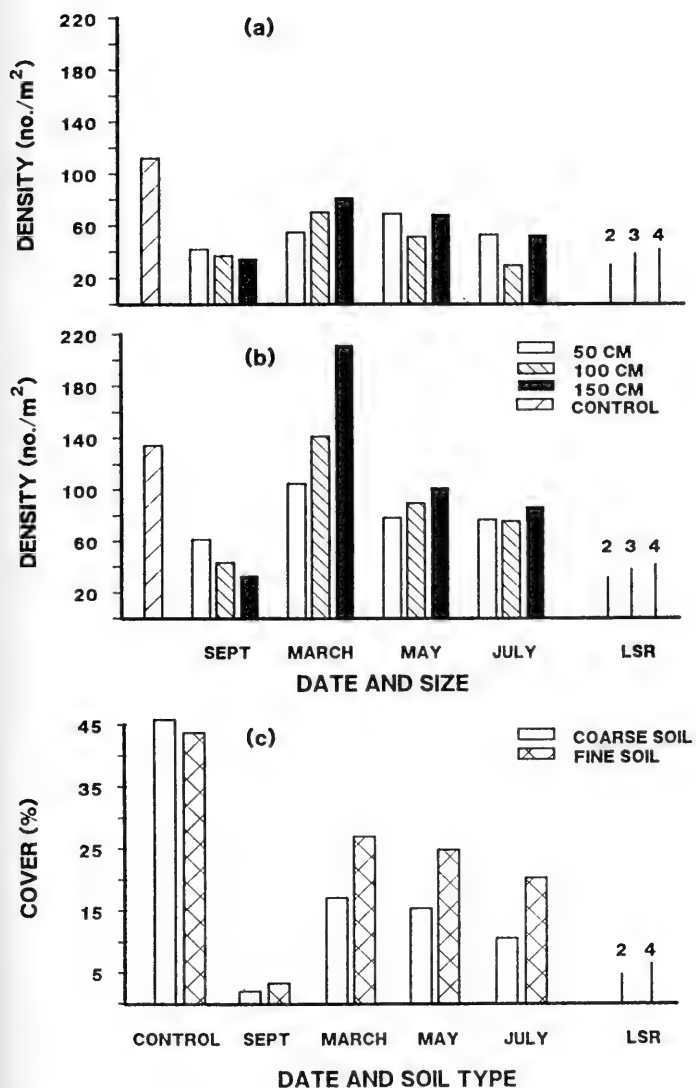 (a)
DENSITY (no./m²)
220
180
140
100
60
20
2 3 4
(b)
DENSITY (no./m²)
220
180
140
100
60
20
50 CM
100 CM
150 CM
CONTROL
2 3 4
SEPT MARCH MAY JULY LSR
DATE AND SIZE
(c)
COVER (%)
45
35
25
15
5
COARSE SOIL
FINE SOIL
2 4
CONTROL SEPT MARCH MAY JULY LSR
DATE AND SOIL TYPE